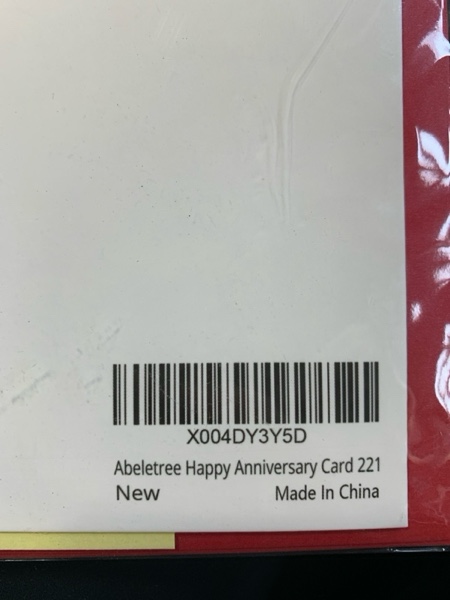 X004DY3Y5D
Abeletree Happy Anniversary Card 221
New
Made In China